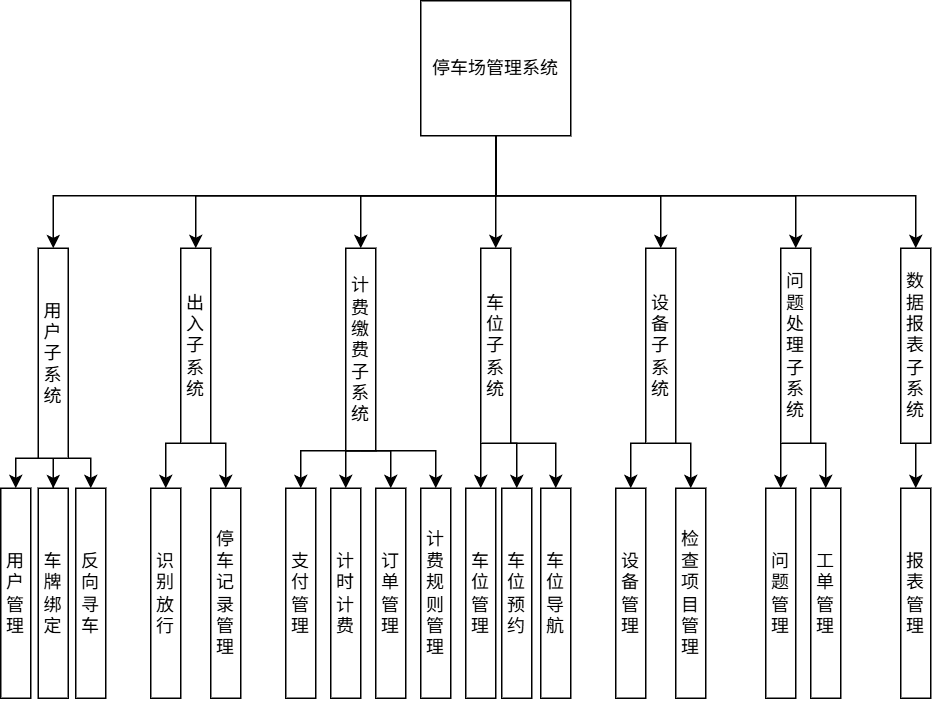 停车场管理系统
用户子系统
出入子系统
计费缴费子系统
车位子系统
设备子系统
问题处理子系统
数据报表子系统
用户管理
车牌绑定
反向寻车
识别放行
停车记录管理
支付管理
计时计费
订单管理
计费规则管理
车位管理
车位预约
车位导航
设备管理
检查项目管理
问题管理
工单管理
报表管理